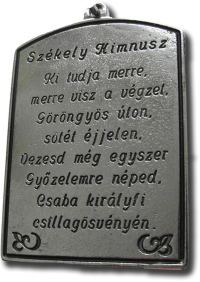 Székely Himnusz
Ki tudja merre,
merre visz a végzet,
Göröngyös úton,
sötét éjjelen,
Vezesd még egyszer
Győzelemre néped,
Csaba királyfi
csillagösvényén.